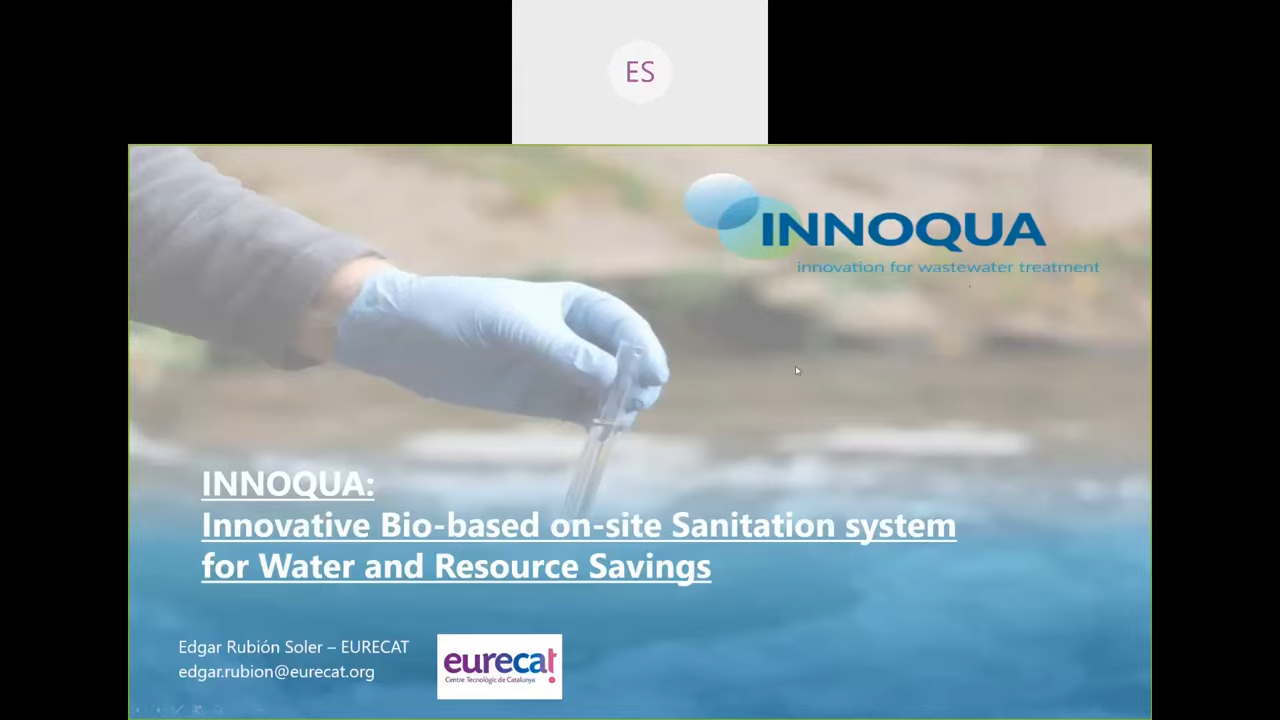 ES
INNOQUA
innovation for wastewater treatment
INNOQUA:
Innovative Bio-based on-site Sanitation system
for Water and Resource Savings
Edgar Rubión Soler – EURECAT
edgar.rubion@eurecat.org
eurecat
Centre Tecnològic de Catalunya